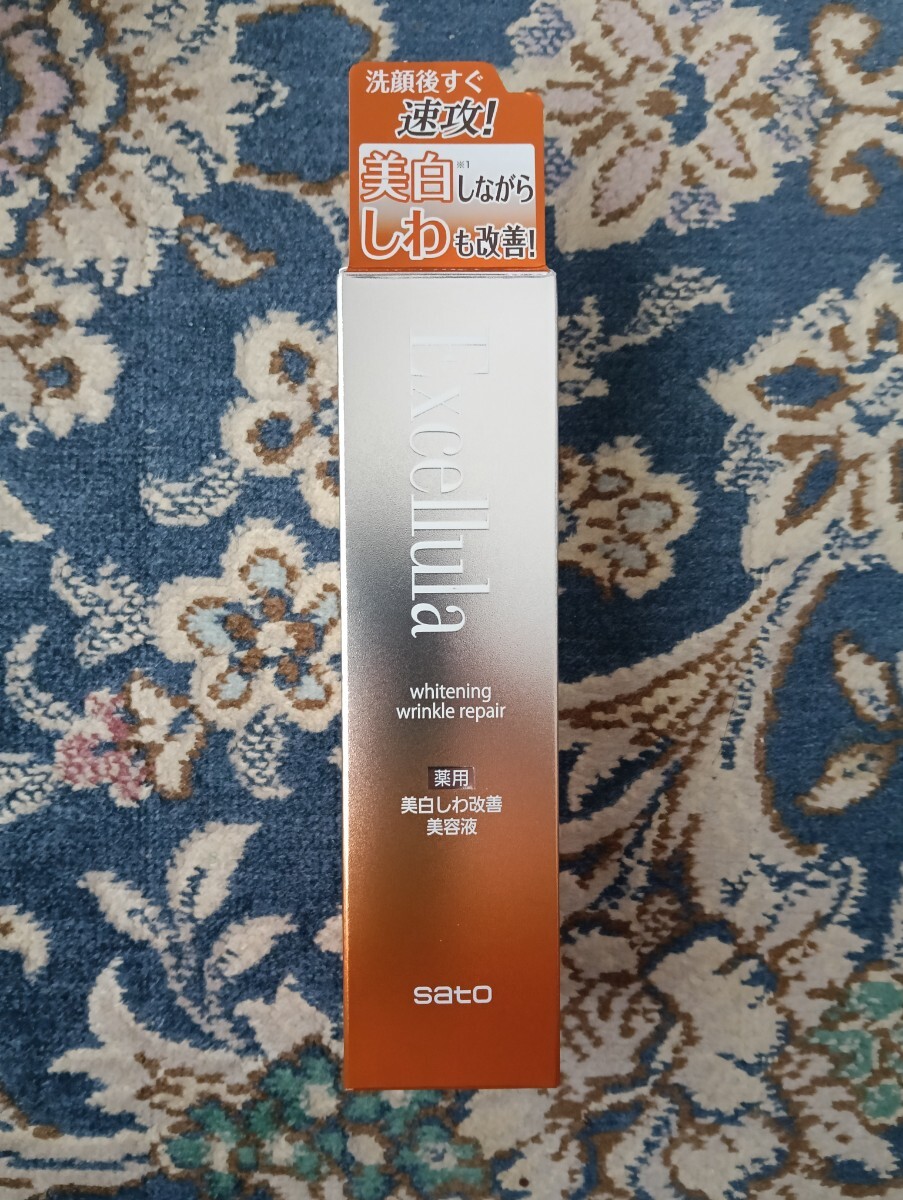 洗顔後すぐ
速攻!
美白※1しながら
しわも改善!
Excellula
whitening
wrinkle repair
薬用
美白しわ改善
美容液
sato